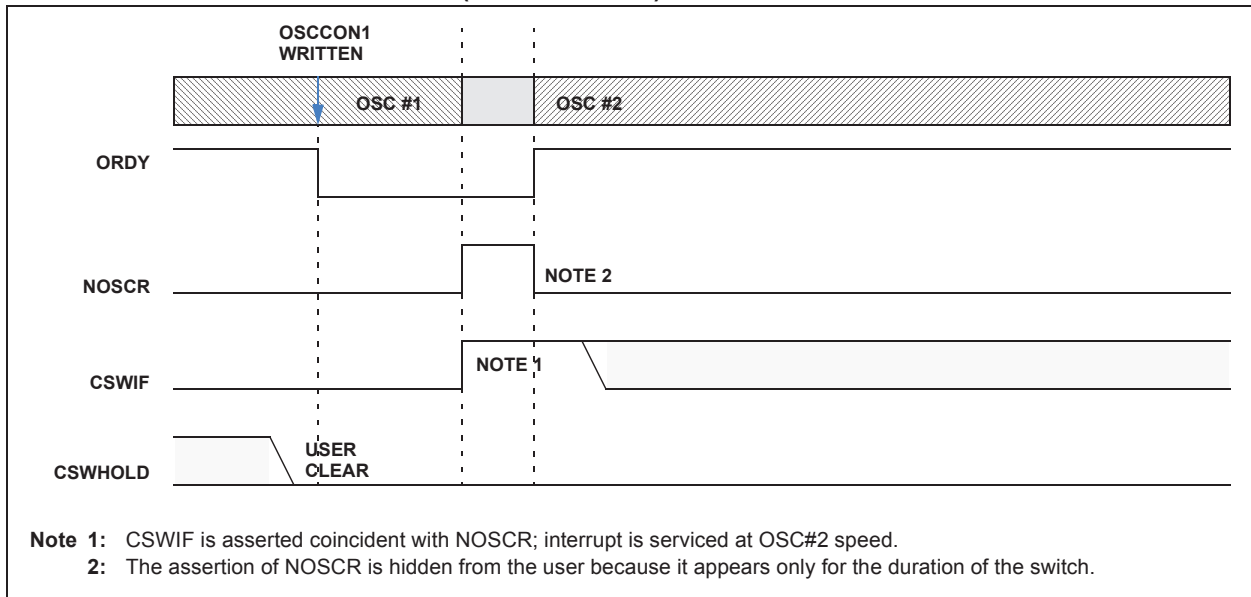 OSCCON1
WRITTEN
OSC #1
OSC #2
ORDY
NOSCR
NOTE 2
CSWIF
NOTE 1
CSWHOLD
USER
CLEAR
Note 1: CSWIF is asserted coincident with NOSCR; interrupt is serviced at OSC#2 speed.
2: The assertion of NOSCR is hidden from the user because it appears only for the duration of the switch.